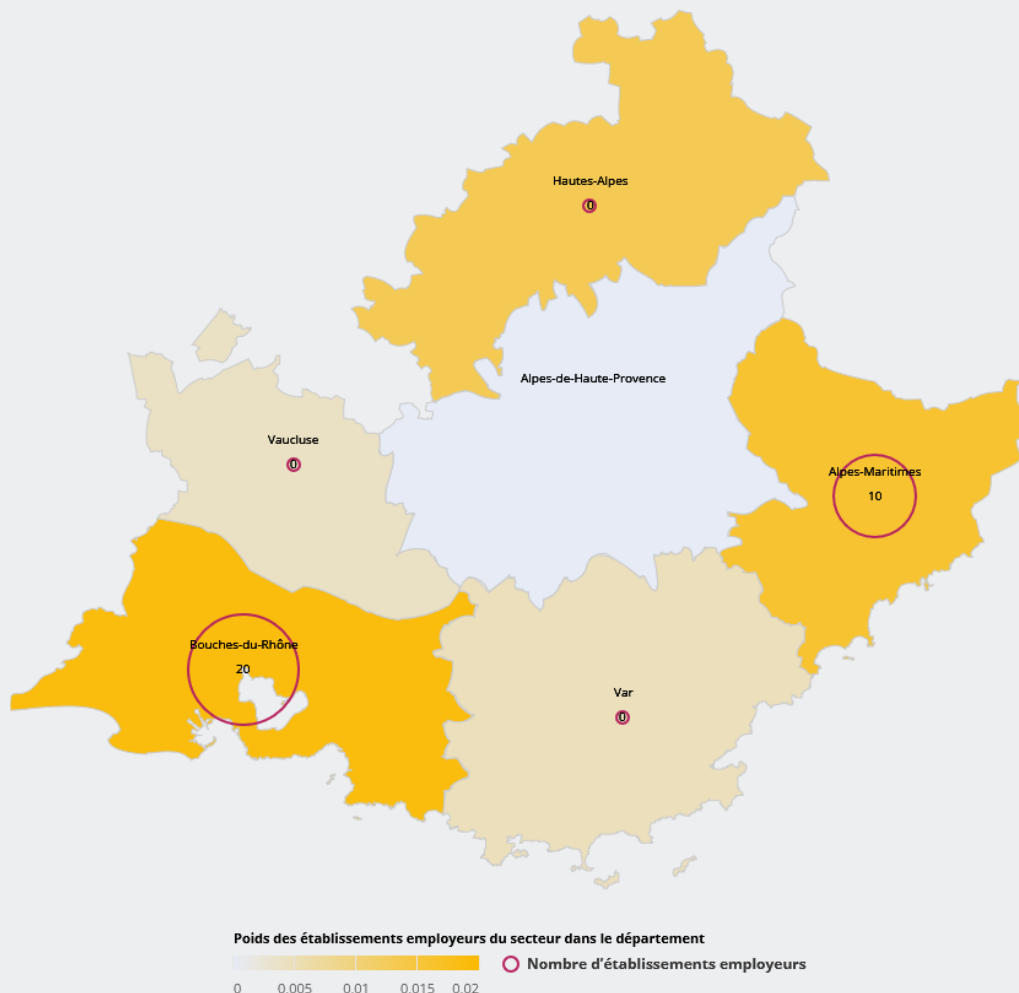 Hautes-Alpes
0
Alpes-de-Haute-Provence
Vaucluse
0
Alpes-Maritimes
10
Bouches-du-Rhône
20
Var
0
Poids des établissements employeurs du secteur dans le département
Nombre d'établissements employeurs
0 0.005 0.01 0.015 0.02